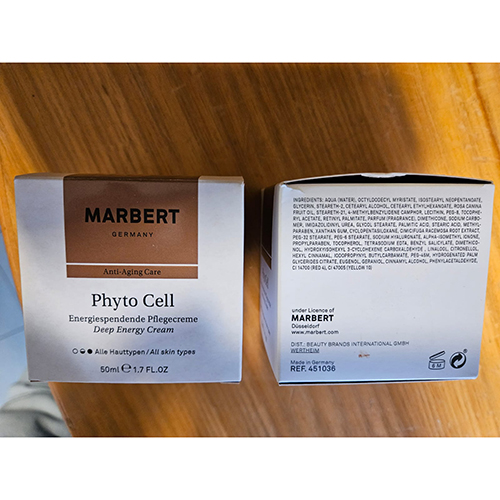 MARBERT
GERMANY
Anti-Aging Care
Phyto Cell
Energiespendende Pflegecreme
Deep Energy Cream
Alle Hauttypen / All skin types
50ml ℮ 1.7 FL.OZ
INGREDIENTS: AQUA (WATER), OCTYLDODECYL MYRISTATE, ISOSTEARYL NEOPENTANOATE,
GLYCERIN, STEARETH-2, CETEARYL ALCOHOL, CETEARYL ETHYLHEXANOATE, ROSA CANINA
FRUIT OIL, STEARETH-21, 4-METHYLBENZYLIDENE CAMPHOR, LECITHIN, PEG-8, TOCOPHE-
RYL ACETATE, RETINYL PALMITATE, PARFUM (FRAGRANCE), DIMETHICONE, SODIUM CARBO-
MER, IMIDAZOLIDINYL UREA, GLYCOL STEARATE, PALMITIC ACID, STEARIC ACID, METHYL-
PARABEN, XANTHAN GUM, CYCLOPENTASILOXANE, CIMICIFUGA RACEMOSA ROOT EXTRACT,
PEG-32 STEARATE, PEG-6 STEARATE, SODIUM HYALURONATE, ALPHA-ISOMETHYL IONONE,
PROPYLPARABEN, TOCOPHEROL, TETRASODIUM EDTA, BENZYL SALICYLATE, DIMETHICO-
NOL, HYDROXYISOHEXYL 3-CYCLOHEXENE CARBOXALDEHYDE, LINALOOL, CITRONELLOL,
HEXYL CINNAMAL, IODOPROPYNYL BUTYLCARBAMATE, PEG-40 HYDROGENATED PALM
GLYCERIDES CITRATE, EUGENOL, GERANIOL, CINNAMYL ALCOHOL, PHENYLACETALDEHYDE,
CI 14700 (RED 4), CI 47005 (YELLOW 10)
under Licence of
MARBERT
Düsseldorf
www.marbert.com
DIST.: BEAUTY BRANDS INTERNATIONAL GMBH
WERTHEIM
Made in Germany
REF. 451036
6 M